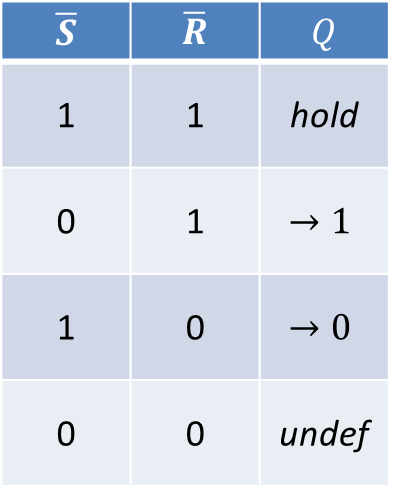 S̅ R̅ Q
1 1 hold
0 1 → 1
1 0 → 0
0 0 undef